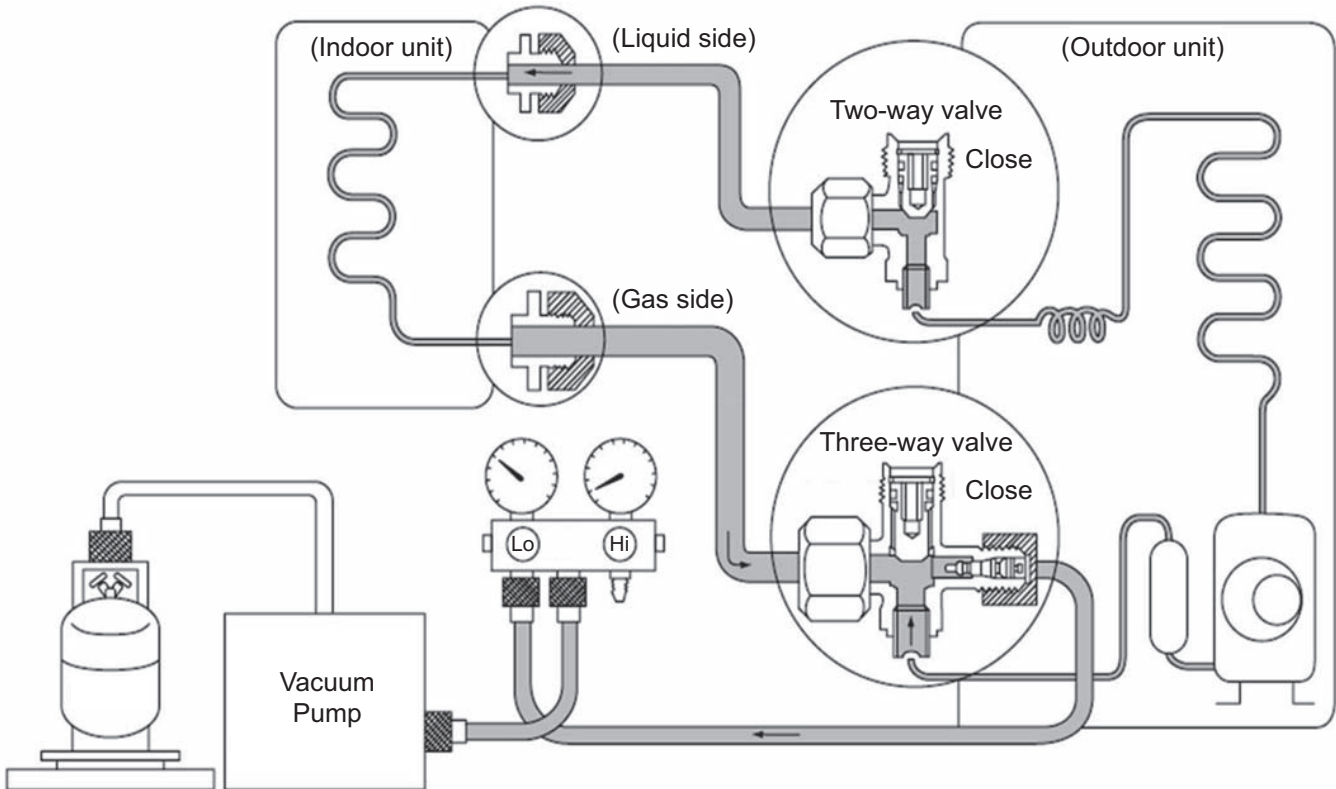 (Indoor unit)
(Liquid side)
(Outdoor unit)
Two-way valve
Close
(Gas side)
Three-way valve
Close
Lo
Hi
Vacuum
Pump